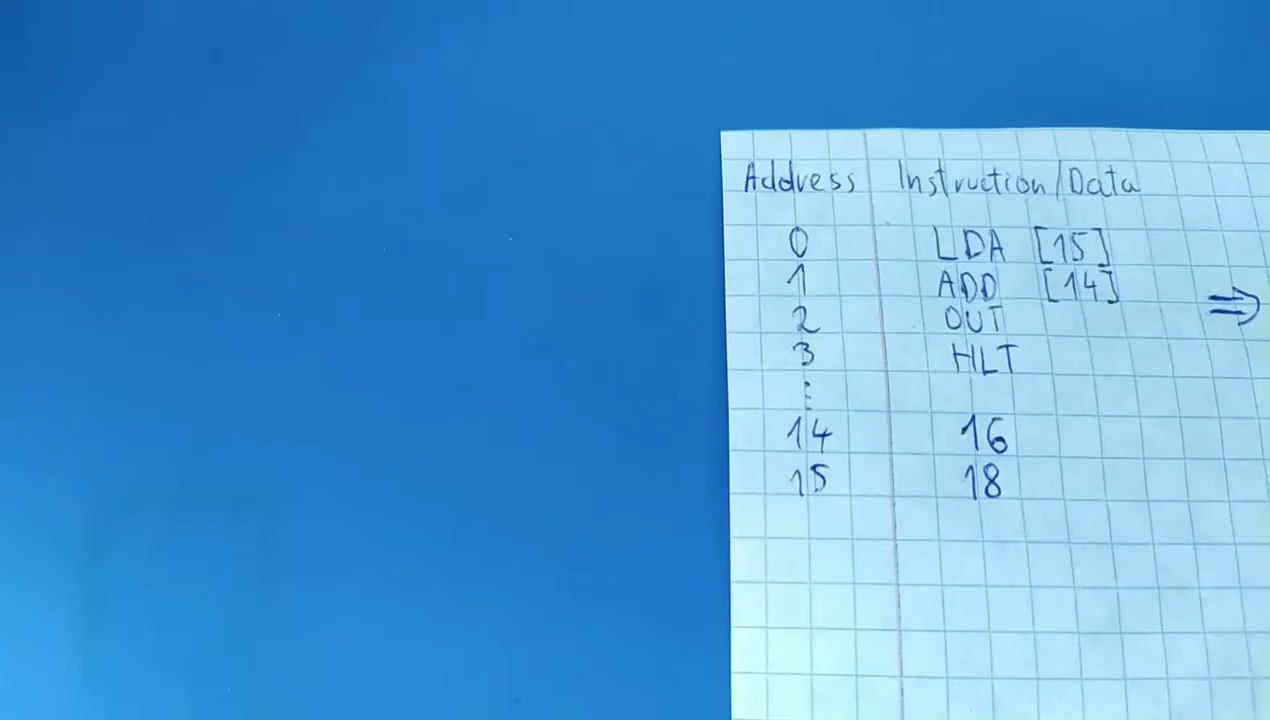 Address Instruction/Data
0 LDA [15]
1 ADD [14]
2 OUT
3 HLT
⋮
14 16
15 18
⇒